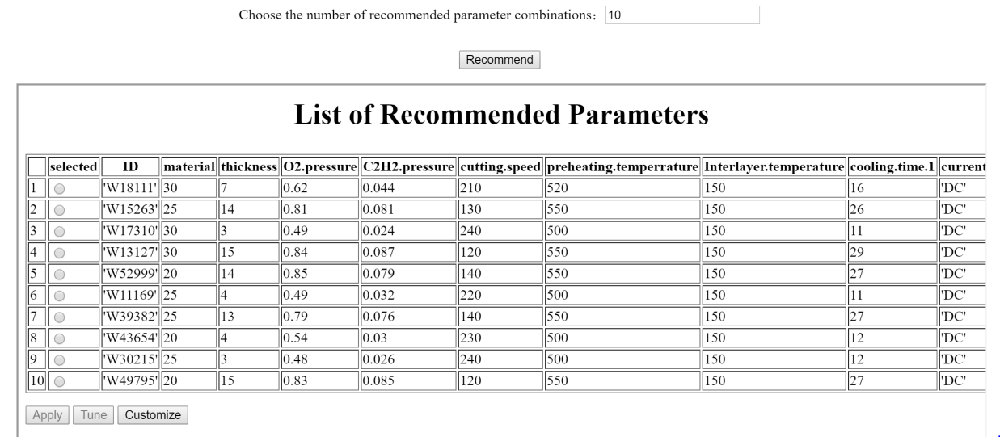 Choose the number of recommended parameter combinations: 10
Recommend
List of Recommended Parameters
selected ID material thickness O2.pressure C2H2.pressure cutting.speed preheating.temperrature Interlayer.temperature cooling.time.1 current
1 'W18111' 30 7 0.62 0.044 210 520 150 16 'DC'
2 'W15263' 25 14 0.81 0.081 130 550 150 26 'DC'
3 'W17310' 30 3 0.49 0.024 240 500 150 11 'DC'
4 'W13127' 30 15 0.84 0.087 120 550 150 29 'DC'
5 'W52999' 20 14 0.85 0.079 140 550 150 27 'DC'
6 'W11169' 25 4 0.49 0.032 220 500 150 11 'DC'
7 'W39382' 25 13 0.79 0.076 140 550 150 27 'DC'
8 'W43654' 20 4 0.54 0.03 230 500 150 12 'DC'
9 'W30215' 25 3 0.48 0.026 240 500 150 12 'DC'
10 'W49795' 20 15 0.83 0.085 120 550 150 27 'DC'
Apply Tune Customize